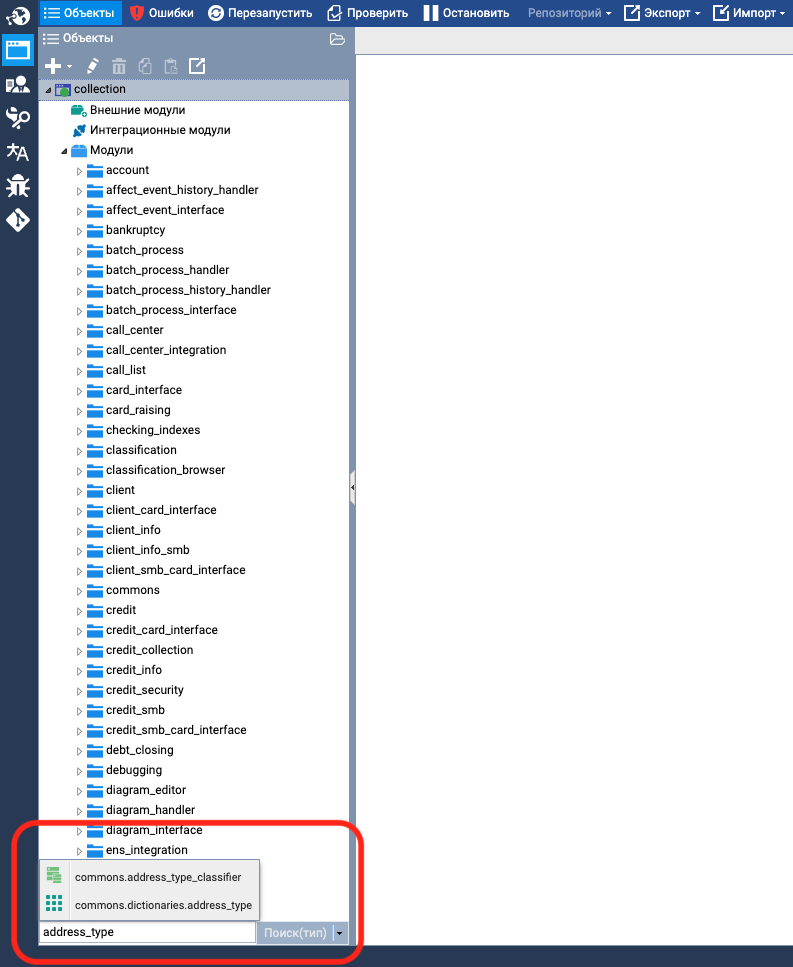 Объекты Ошибки Перезапустить Проверить Остановить Репозиторий Экспорт Импорт
Объекты
collection
Внешние модули
Интеграционные модули
Модули
account
affect_event_history_handler
affect_event_interface
bankruptcy
batch_process
batch_process_handler
batch_process_history_handler
batch_process_interface
call_center
call_center_integration
call_list
card_interface
card_raising
checking_indexes
classification
classification_browser
client
client_card_interface
client_info
client_info_smb
client_smb_card_interface
commons
credit
credit_card_interface
credit_collection
credit_info
credit_security
credit_smb
credit_smb_card_interface
debt_closing
debugging
diagram_editor
diagram_handler
diagram_interface
ens_integration
commons.address_type_classifier
commons.dictionaries.address_type
address_type Поиск(тип)